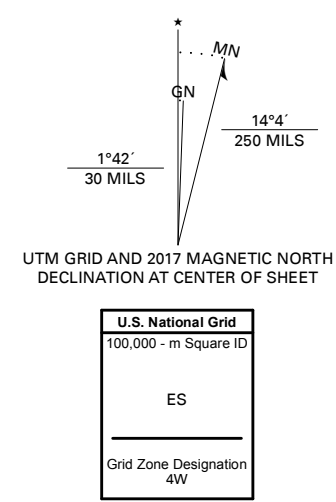 ★
MN
GN
14°4´
250 MILS
1°42´
30 MILS
UTM GRID AND 2017 MAGNETIC NORTH
DECLINATION AT CENTER OF SHEET
U.S. National Grid
100,000 - m Square ID
ES
Grid Zone Designation
4W